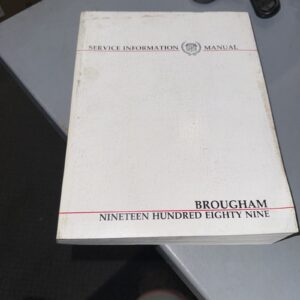 SERVICE INFORMATION MANUAL
BROUGHAM
NINETEEN HUNDRED EIGHTY NINE